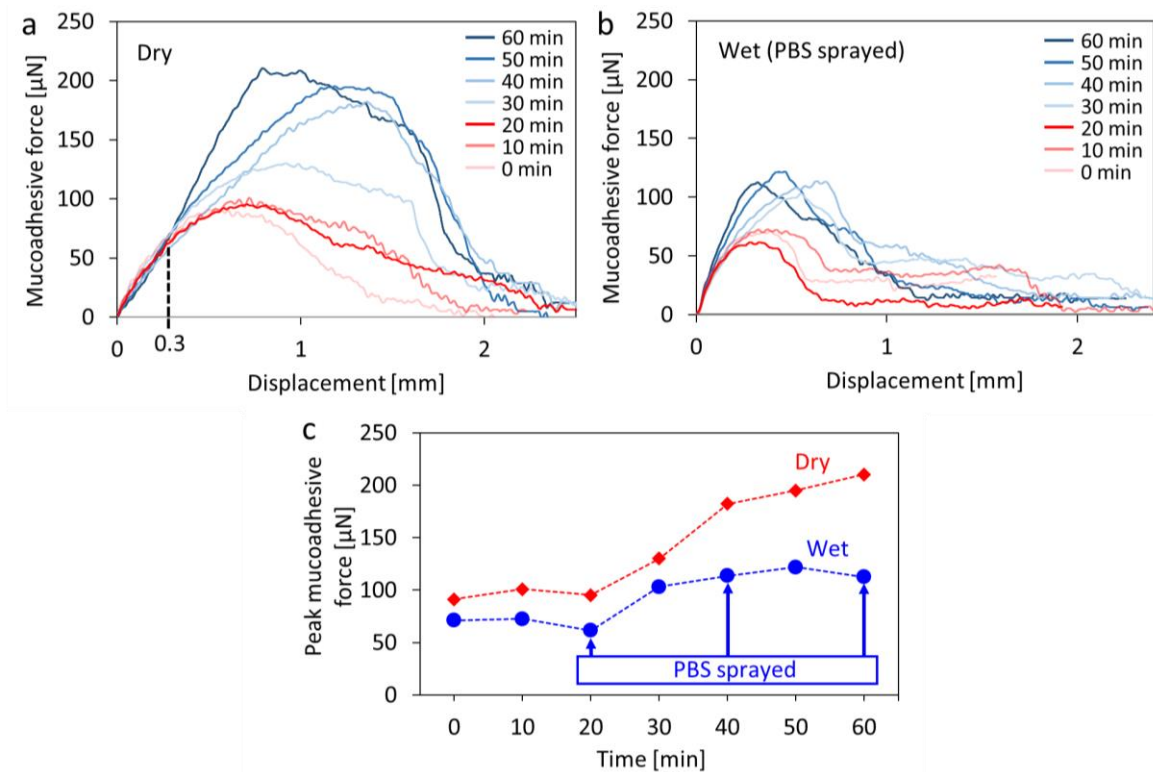 a
Dry
Mucoadhesive force [µN]
250
200
150
100
50
0
60 min
50 min
40 min
30 min
20 min
10 min
0 min
0
0.3
1
2
Displacement [mm]
b
Wet (PBS sprayed)
Mucoadhesive force [µN]
250
200
150
100
50
0
60 min
50 min
40 min
30 min
20 min
10 min
0 min
0
1
2
Displacement [mm]
c
Peak mucoadhesive
force [µN]
250
200
150
100
50
0
Dry
Wet
PBS sprayed
0
10
20
30
40
50
60
Time [min]